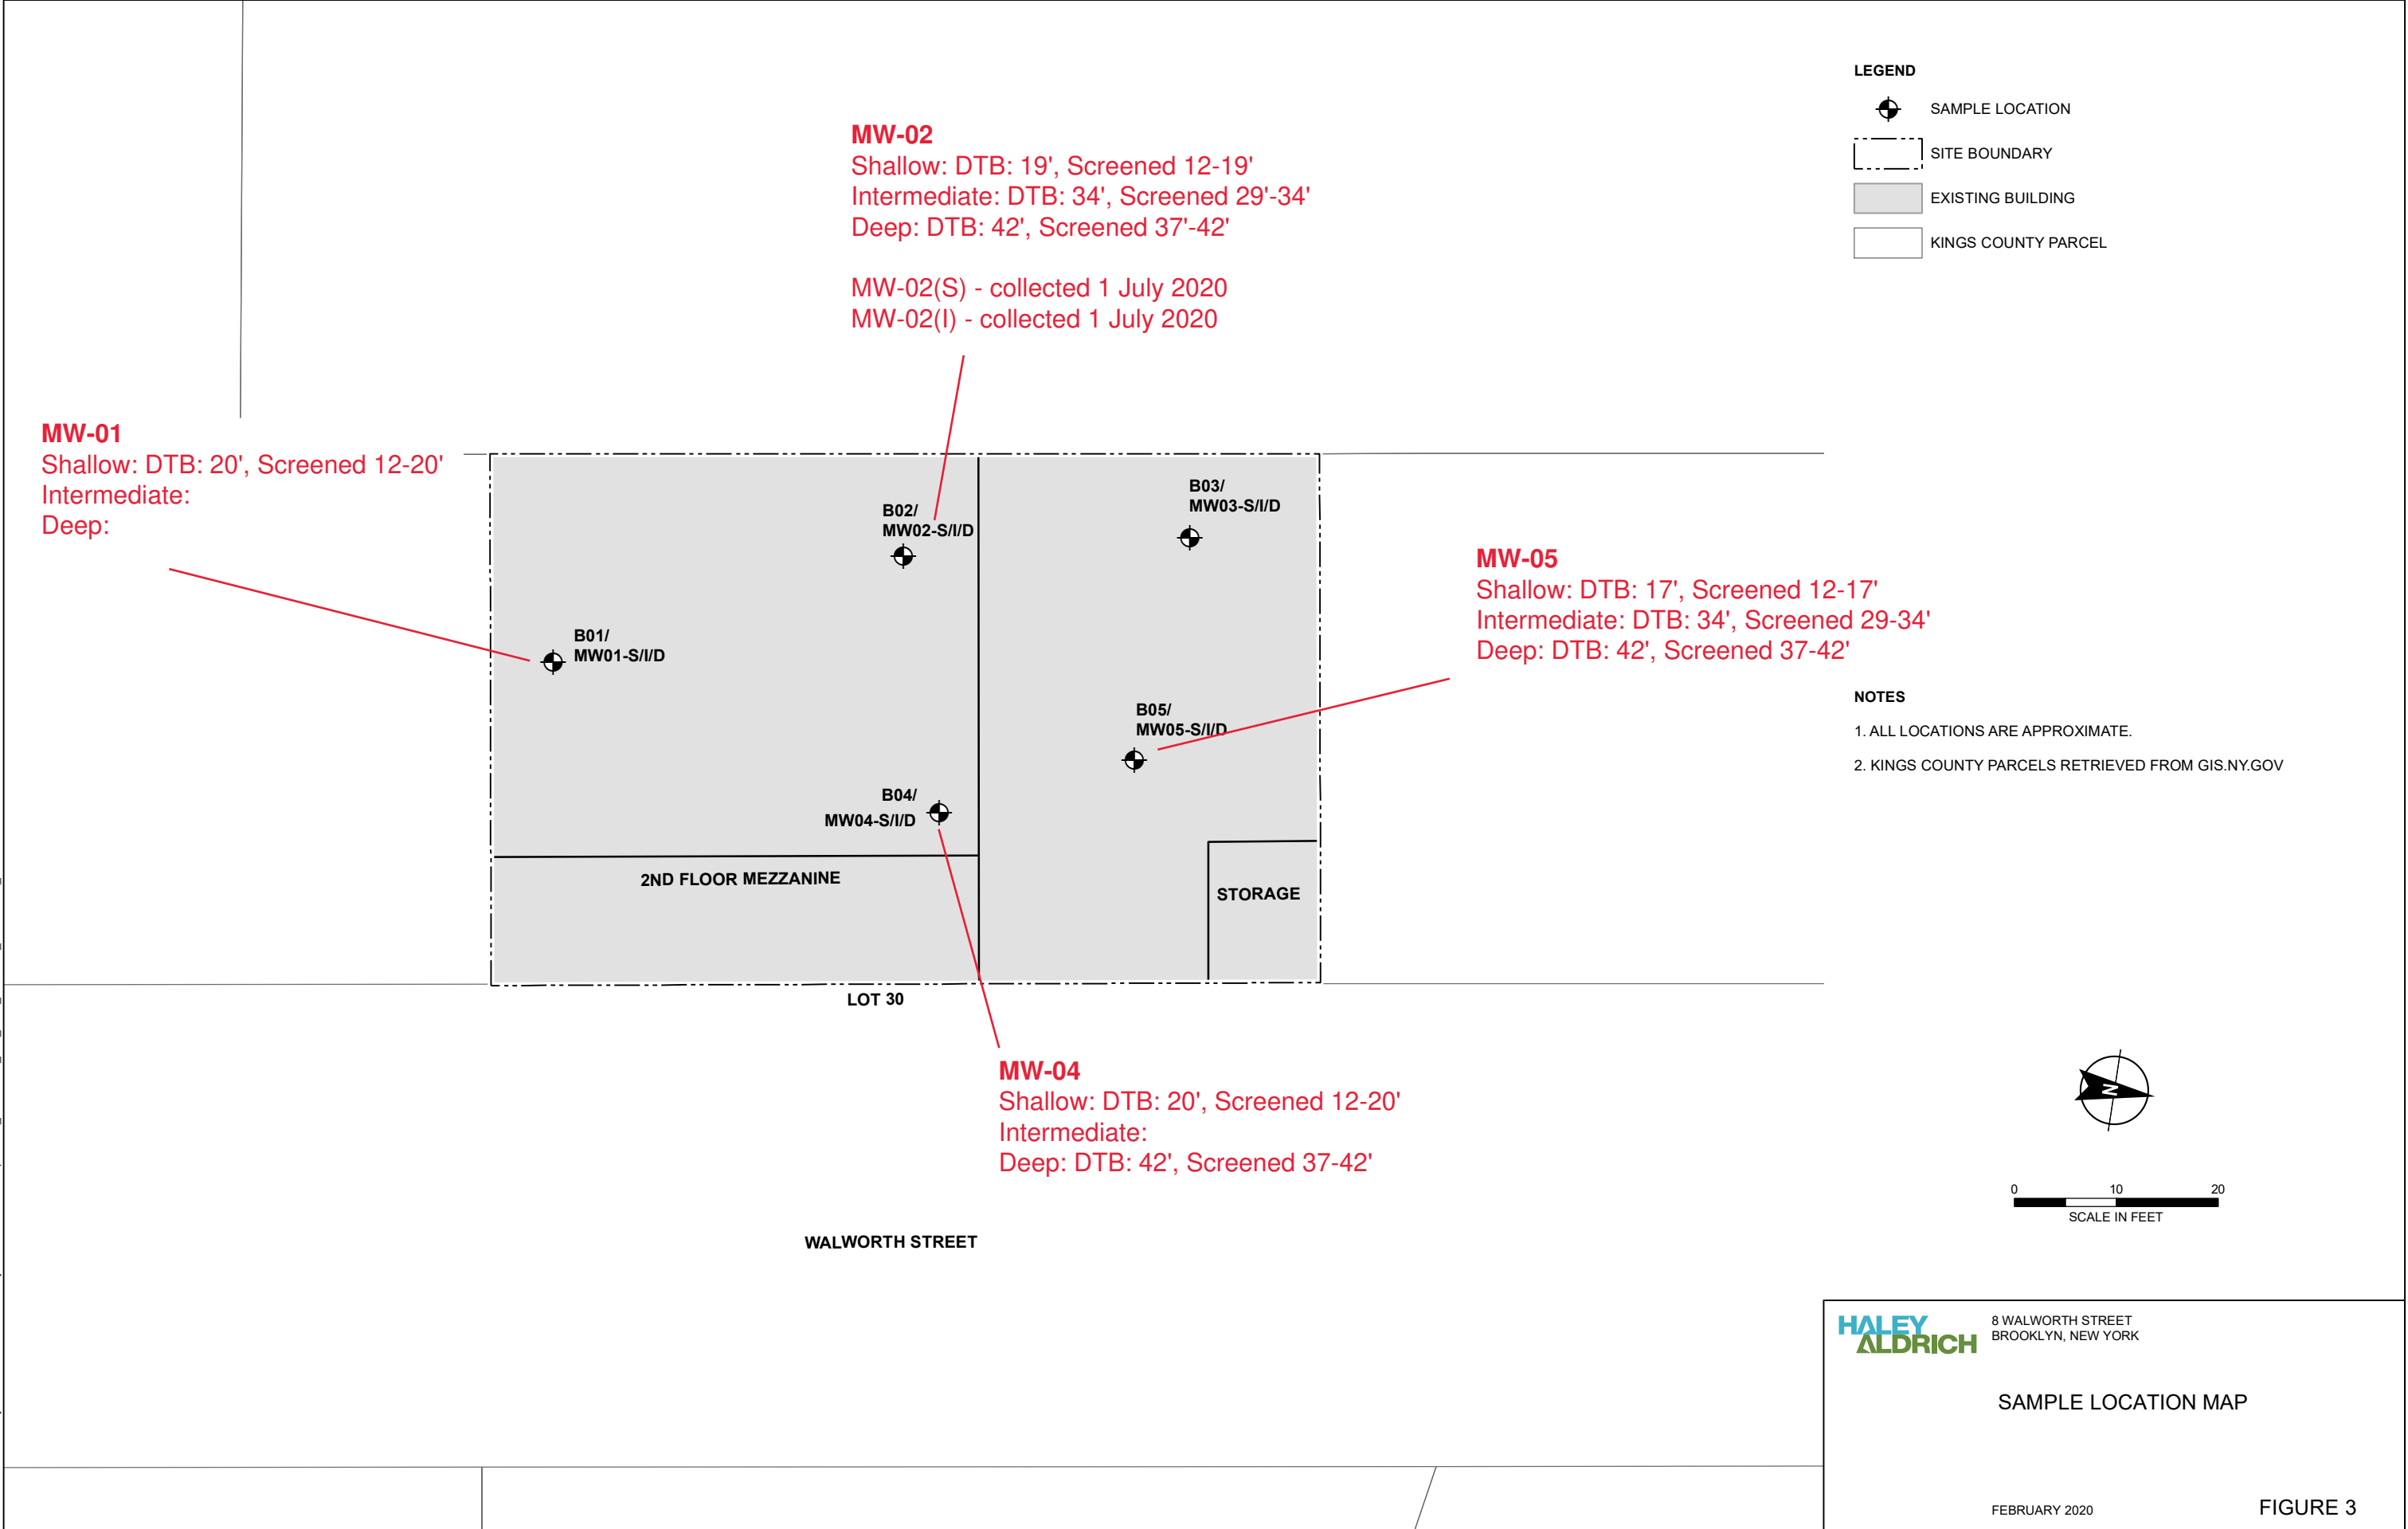 LEGEND
SAMPLE LOCATION
SITE BOUNDARY
EXISTING BUILDING
KINGS COUNTY PARCEL
MW-02
Shallow: DTB: 19', Screened 12-19'
Intermediate: DTB: 34', Screened 29'-34'
Deep: DTB: 42', Screened 37'-42'
MW-02(S) - collected 1 July 2020
MW-02(I) - collected 1 July 2020
MW-01
Shallow: DTB: 20', Screened 12-20'
Intermediate:
Deep:
B02/
MW02-S/I/D
B03/
MW03-S/I/D
MW-05
Shallow: DTB: 17', Screened 12-17'
Intermediate: DTB: 34', Screened 29-34'
Deep: DTB: 42', Screened 37-42'
B01/
MW01-S/I/D
B05/
MW05-S/I/D
NOTES
1. ALL LOCATIONS ARE APPROXIMATE.
2. KINGS COUNTY PARCELS RETRIEVED FROM GIS.NY.GOV
B04/
MW04-S/I/D
2ND FLOOR MEZZANINE
STORAGE
LOT 30
MW-04
Shallow: DTB: 20', Screened 12-20'
Intermediate:
Deep: DTB: 42', Screened 37-42'
N
0 10 20
SCALE IN FEET
WALWORTH STREET
HALEY
ALDRICH
8 WALWORTH STREET
BROOKLYN, NEW YORK
SAMPLE LOCATION MAP
FEBRUARY 2020
FIGURE 3